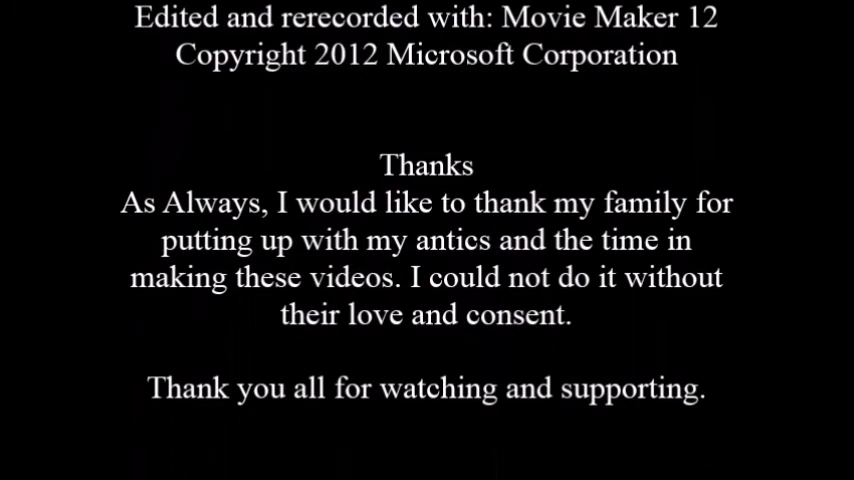 Edited and rerecorded with: Movie Maker 12
Copyright 2012 Microsoft Corporation
Thanks
As Always, I would like to thank my family for
putting up with my antics and the time in
making these videos. I could not do it without
their love and consent.
Thank you all for watching and supporting.